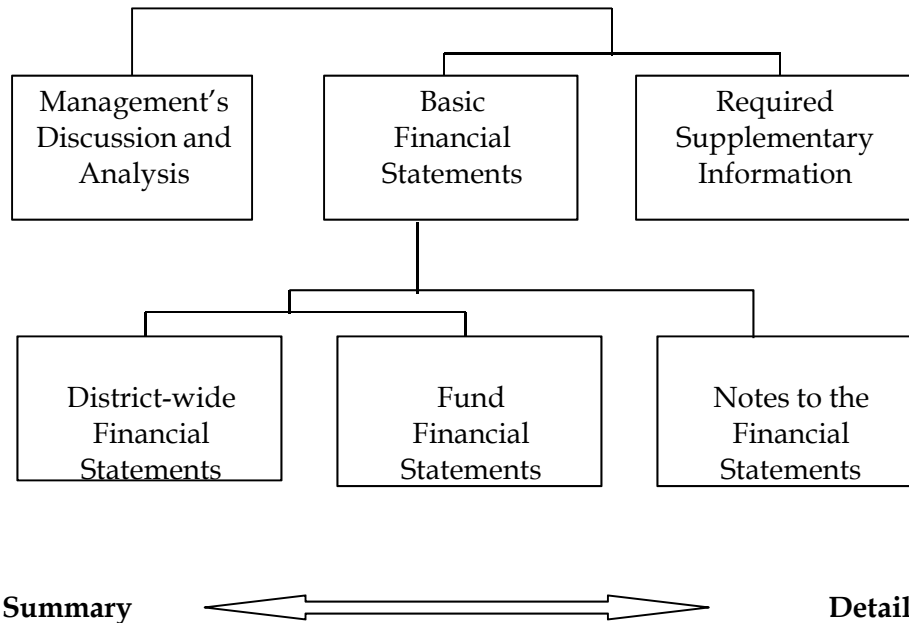 Management’s
Discussion and
Analysis
Basic
Financial
Statements
Required
Supplementary
Information
District-wide
Financial
Statements
Fund
Financial
Statements
Notes to the
Financial
Statements
Summary
Detail